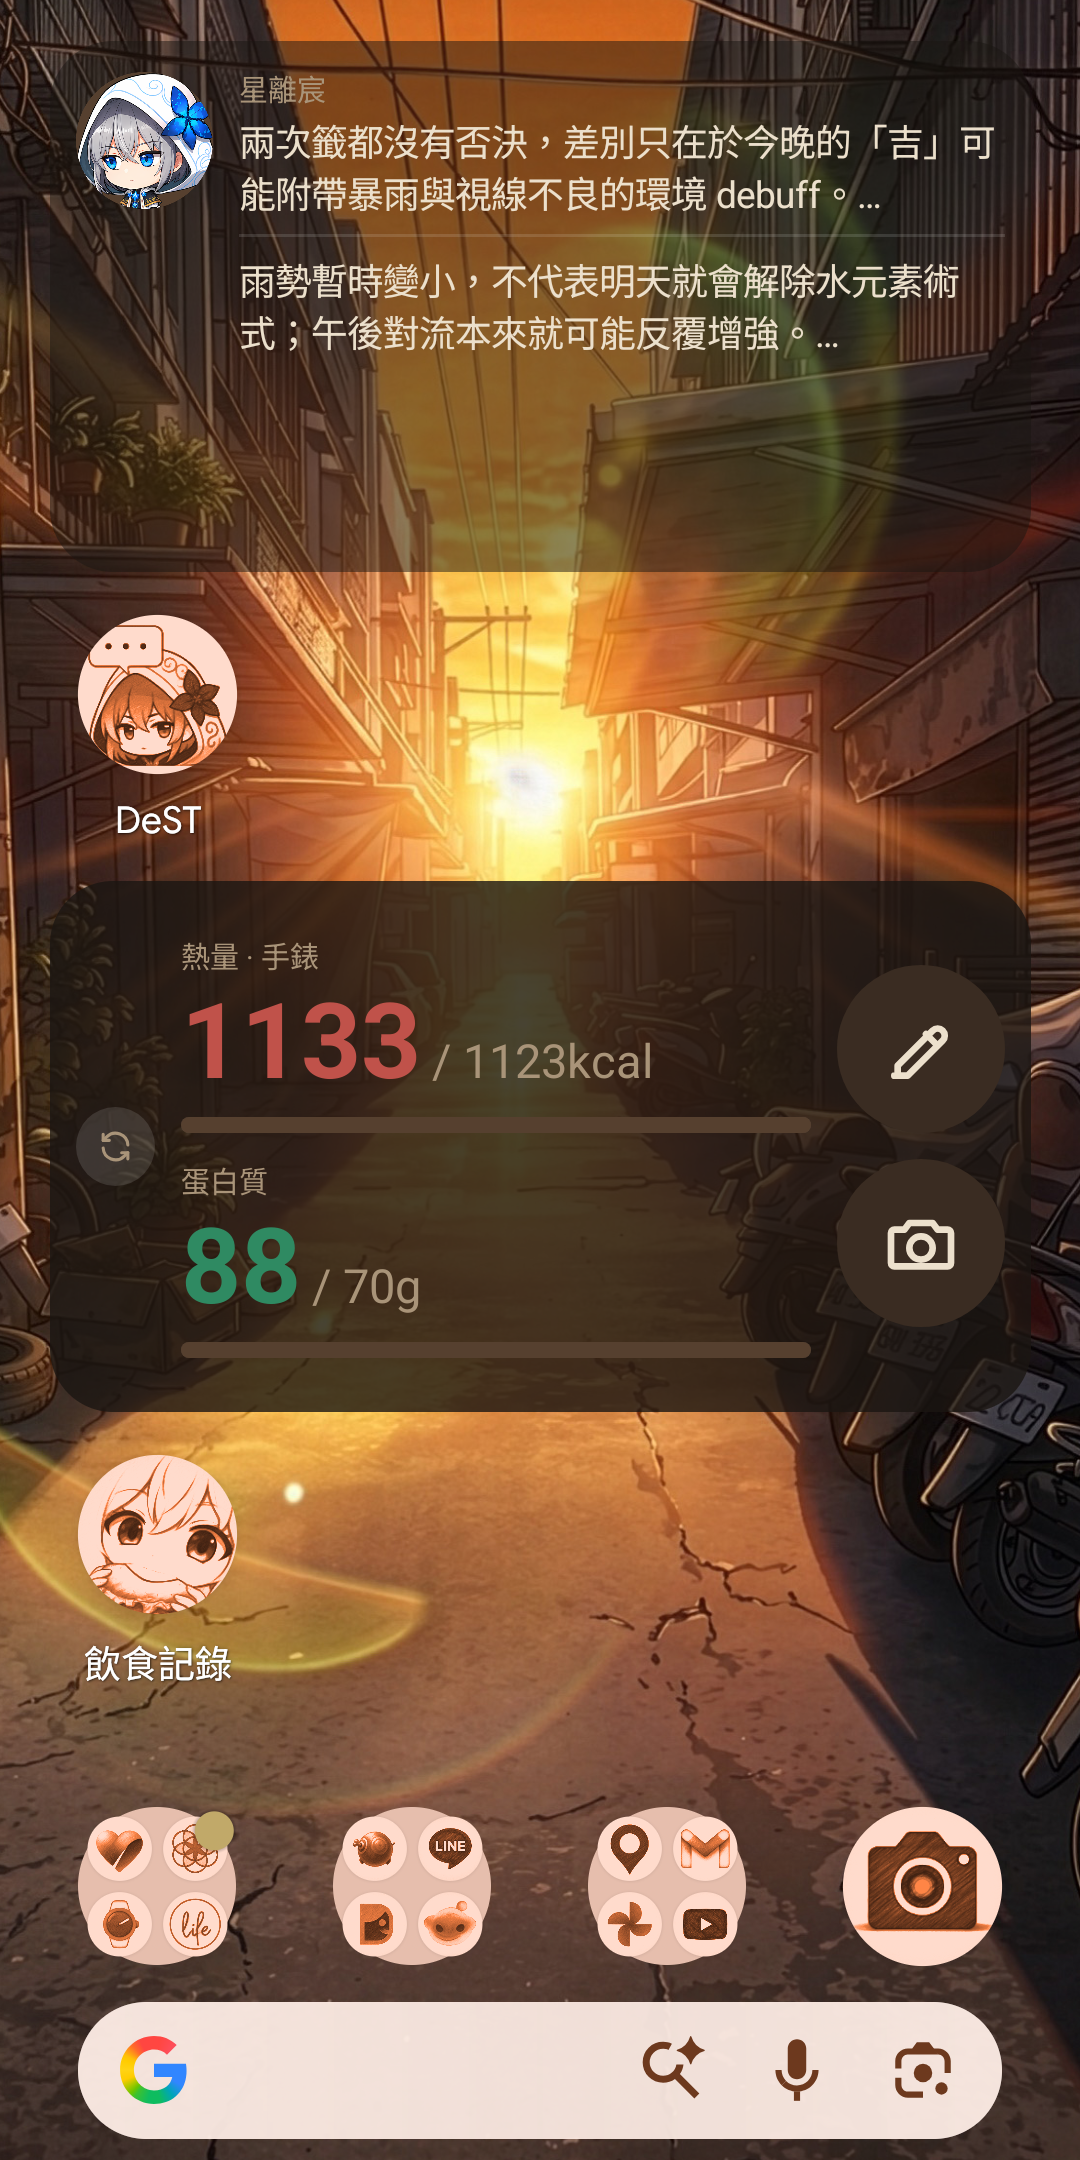 星離宸
兩次籤都沒有否決，差別只在於今晚的「吉」可
能附帶暴雨與視線不良的環境 debuff。...
雨勢暫時變小，不代表明天就會解除水元素術
式；午後對流本來就可能反覆增強。...
DeST
熱量 · 手錶
1133 / 1123kcal
蛋白質
88 / 70g
飲食記錄
LINE
life